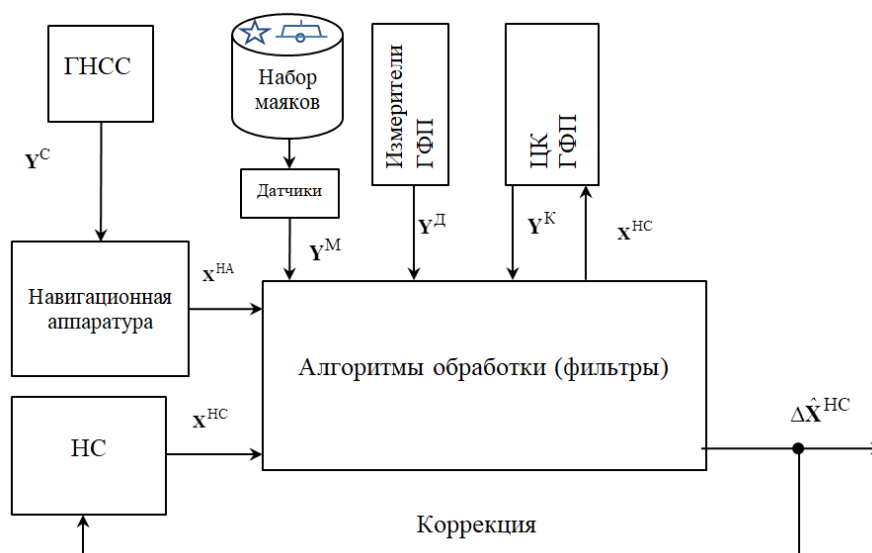 ГНСС
Набор
маяков
Измерители
ГФП
ЦК
ГФП
Y^С
Датчики
Y^М
Y^Д
Y^К
x^НС
x^НА
Навигационная
аппаратура
Алгоритмы обработки (фильтры)
НС
x^НС
ΔX̂^НС
Коррекция